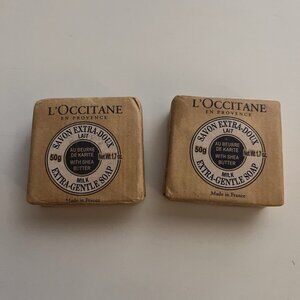 L'OCCITANE
EN PROVENCE
SAVON EXTRA-DOUX
LAIT
50g
AU BEURRE
DE KARITE
WITH SHEA
BUTTER
Net Wt. 1.7 oz.
MILK
EXTRA-GENTLE SOAP
Made in France
L'OCCITANE
EN PROVENCE
SAVON EXTRA-DOUX
LAIT
50g
AU BEURRE
DE KARITE
WITH SHEA
BUTTER
Net Wt. 1.7 oz.
MILK
EXTRA-GENTLE SOAP
Made in France